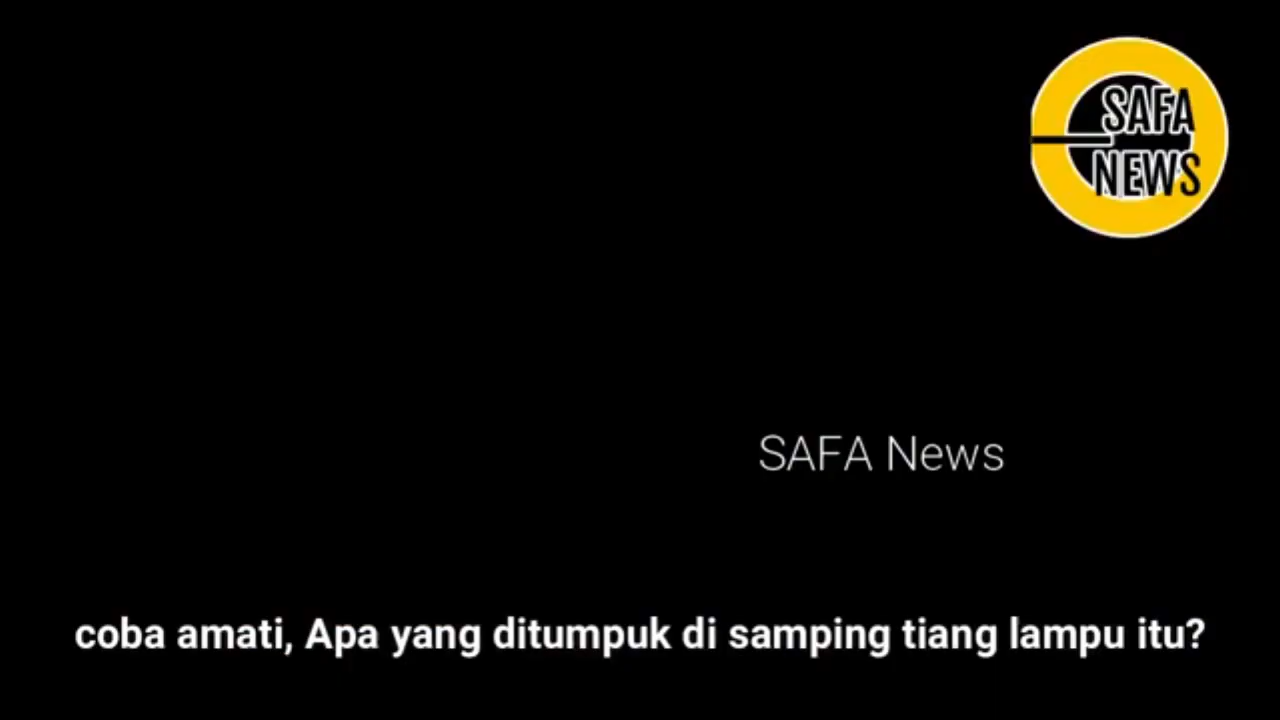 SAFA
NEWS
SAFA News
coba amati, Apa yang ditumpuk di samping tiang lampu itu?